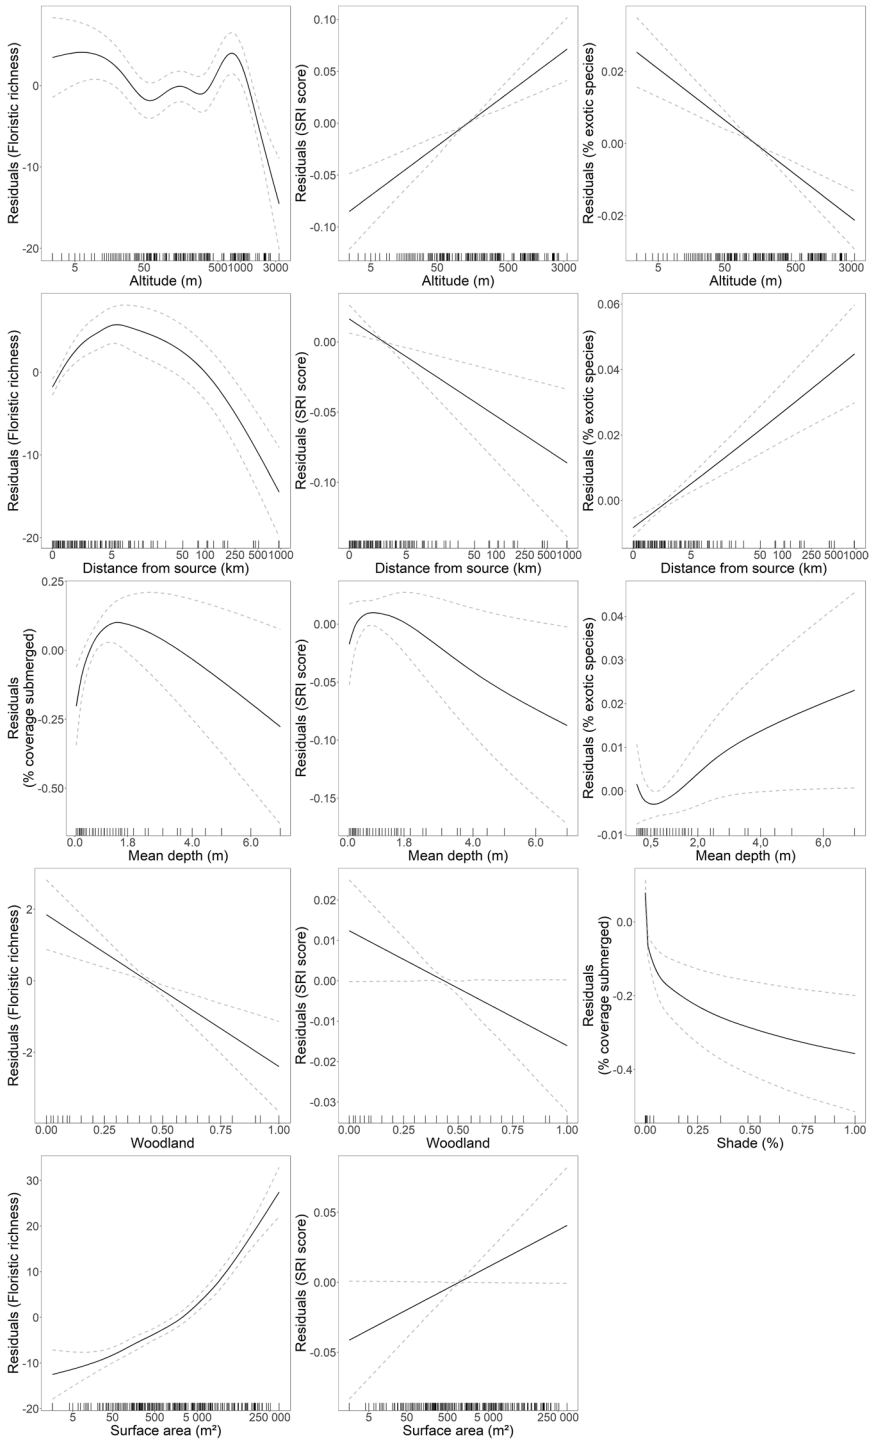 Residuals (Floristic richness)
0
-10
-20
5 50 500 1000 3000
Altitude (m)
Residuals (SRI score)
0.10
0.05
0.00
-0.05
-0.10
5 50 500 3000
Altitude (m)
Residuals (% exotic species)
0.02
0.00
-0.02
5 50 500 3000
Altitude (m)
Residuals (Floristic richness)
0
-10
-20
0 5 50 100 250 500 1000
Distance from source (km)
Residuals (SRI score)
0.00
-0.05
-0.10
0 5 50 100 250 500 1000
Distance from source (km)
Residuals (% exotic species)
0.06
0.04
0.02
0.00
0 5 50 100 250 500 1000
Distance from source (km)
Residuals
(% coverage submerged)
0.25
0.00
-0.25
-0.50
0.0 1.8 4.0 6.0
Mean depth (m)
Residuals (SRI score)
0.00
-0.05
-0.10
-0.15
0.0 1.8 4.0 6.0
Mean depth (m)
Residuals (% exotic species)
0.04
0.03
0.02
0.01
0.00
-0.01
0,5 2,0 4,0 6,0
Mean depth (m)
Residuals (Floristic richness)
2
0
-2
0.00 0.25 0.50 0.75 1.00
Woodland
Residuals (SRI score)
0.02
0.01
0.00
-0.01
-0.02
-0.03
0.00 0.25 0.50 0.75 1.00
Woodland
Residuals
(% coverage submerged)
0.0
-0.2
-0.4
0.00 0.25 0.50 0.75 1.00
Shade (%)
Residuals (Floristic richness)
30
20
10
0
-10
-20
5 50 500 5 000 250 000
Surface area (m²)
Residuals (SRI score)
0.05
0.00
-0.05
5 50 500 5 000 250 000
Surface area (m²)